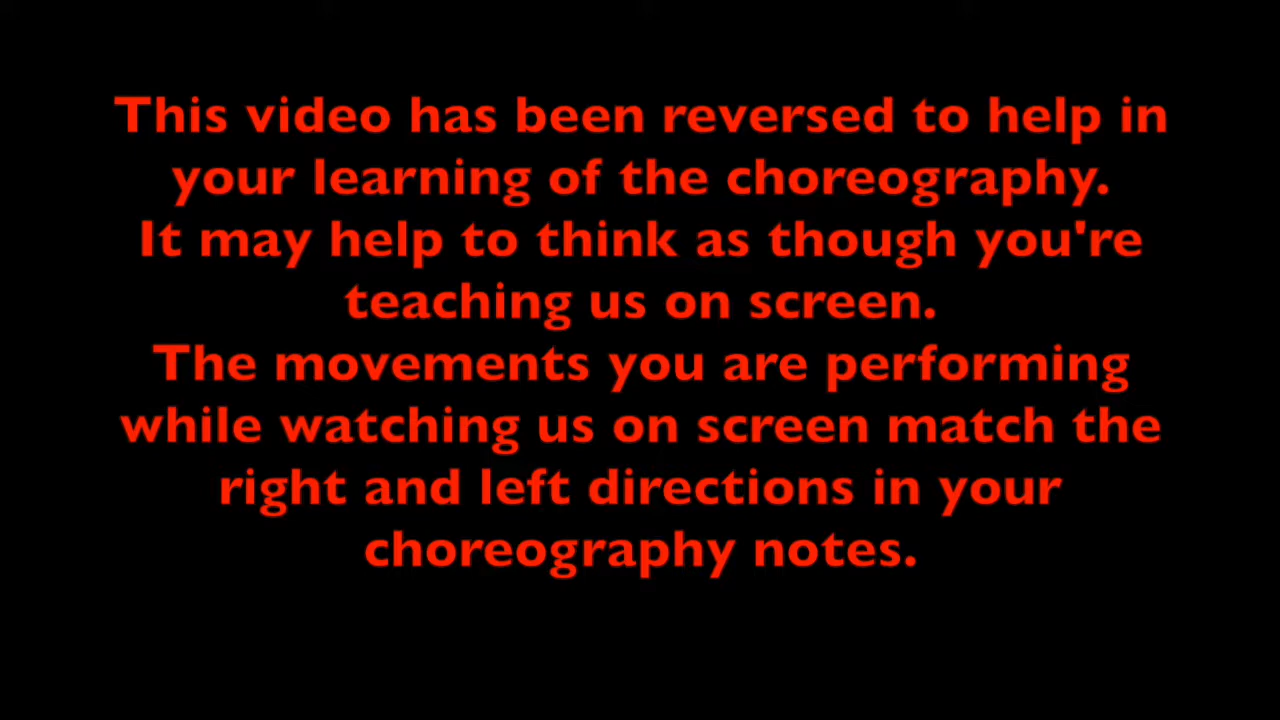 This video has been reversed to help in
your learning of the choreography.
It may help to think as though you're
teaching us on screen.
The movements you are performing
while watching us on screen match the
right and left directions in your
choreography notes.